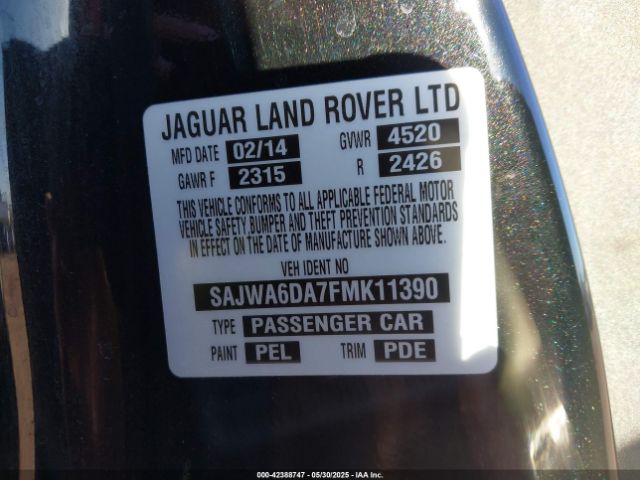 JAGUAR LAND ROVER LTD
MFD DATE 02/14 GVWR 4520
GAWR F 2315 R 2426
THIS VEHICLE CONFORMS TO ALL APPLICABLE FEDERAL MOTOR
VEHICLE SAFETY, BUMPER AND THEFT PREVENTION STANDARDS
IN EFFECT ON THE DATE OF MANUFACTURE SHOWN ABOVE.
VEH IDENT NO
SAJWA6DA7FMK11390
TYPE PASSENGER CAR
PAINT PEL TRIM PDE
000-42388747 - 05/30/2025 - IAA Inc.